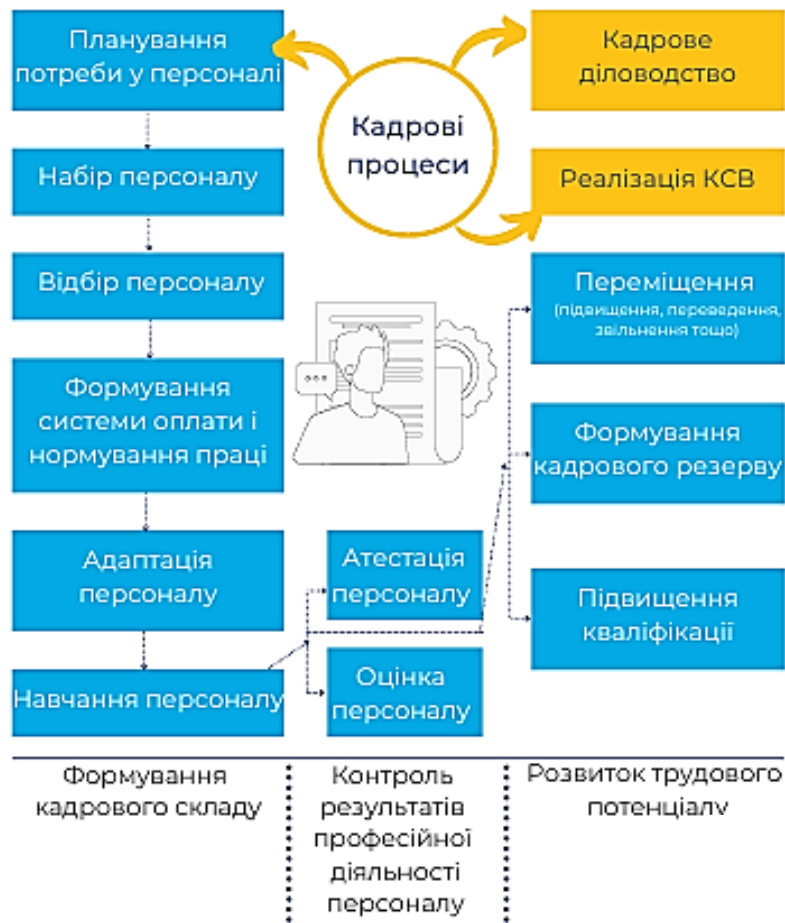 Планування
потреби у персоналі
Набір персоналу
Відбір персоналу
Формування
системи оплати і
нормування праці
Адаптація
персоналу
Навчання персоналу
Кадрові
процеси
Атестація
персоналу
Оцінка
персоналу
Кадрове
діловодство
Реалізація КСВ
Переміщення
(підвищення, переведення,
звільнення тощо)
Формування
кадрового резерву
Підвищення
кваліфікації
Формування
кадрового складу
Контроль
результатів
професійної
діяльності
персоналу
Розвиток трудового
потенціалу